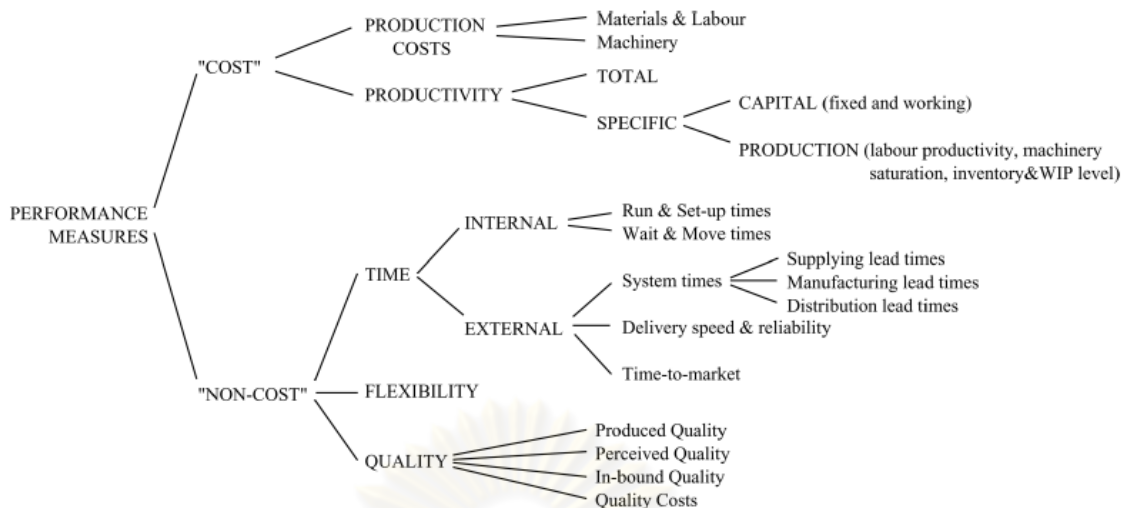 PRODUCTION
COSTS
Materials & Labour
Machinery
"COST"
PRODUCTIVITY
TOTAL
SPECIFIC
CAPITAL (fixed and working)
PRODUCTION (labour productivity, machinery
saturation, inventory&WIP level)
PERFORMANCE
MEASURES
INTERNAL
Run & Set-up times
Wait & Move times
TIME
EXTERNAL
System times
Supplying lead times
Manufacturing lead times
Distribution lead times
Delivery speed & reliability
Time-to-market
"NON-COST"
FLEXIBILITY
QUALITY
Produced Quality
Perceived Quality
In-bound Quality
Quality Costs